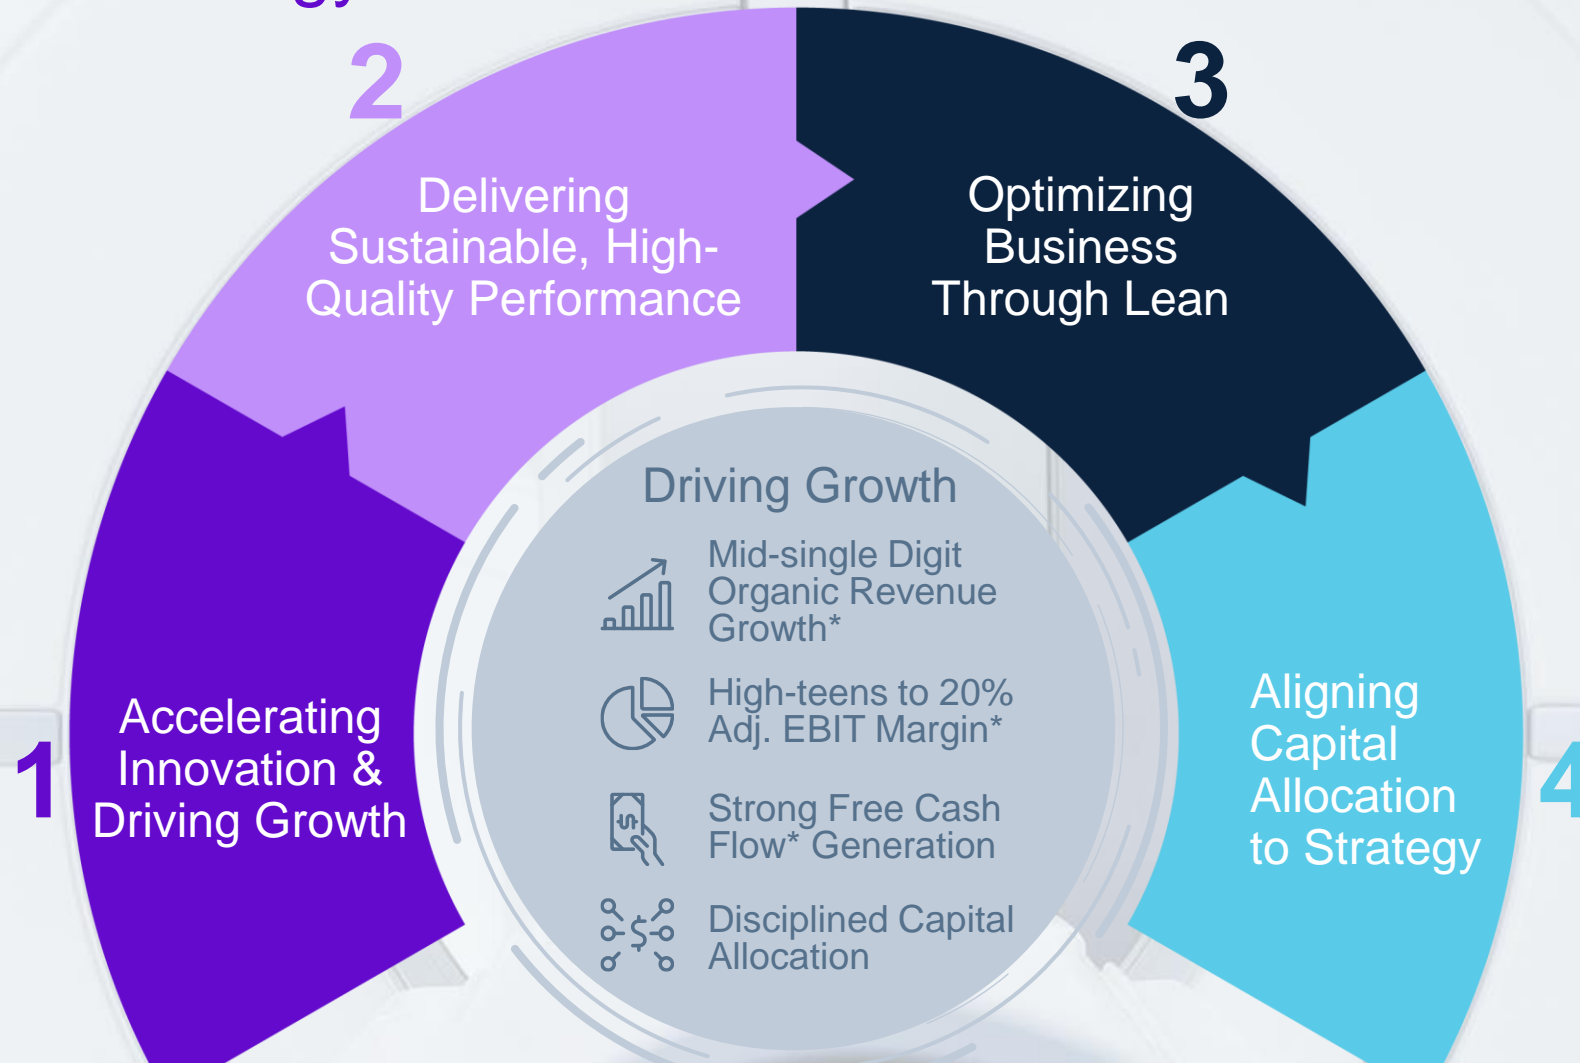 2
3
Delivering
Sustainable, High-
Quality Performance
Optimizing
Business
Through Lean
Driving Growth
Mid-single Digit
Organic Revenue
Growth*
High-teens to 20%
Adj. EBIT Margin*
Strong Free Cash
Flow* Generation
Disciplined Capital
Allocation
1
Accelerating
Innovation &
Driving Growth
Aligning
Capital
Allocation
to Strategy
4